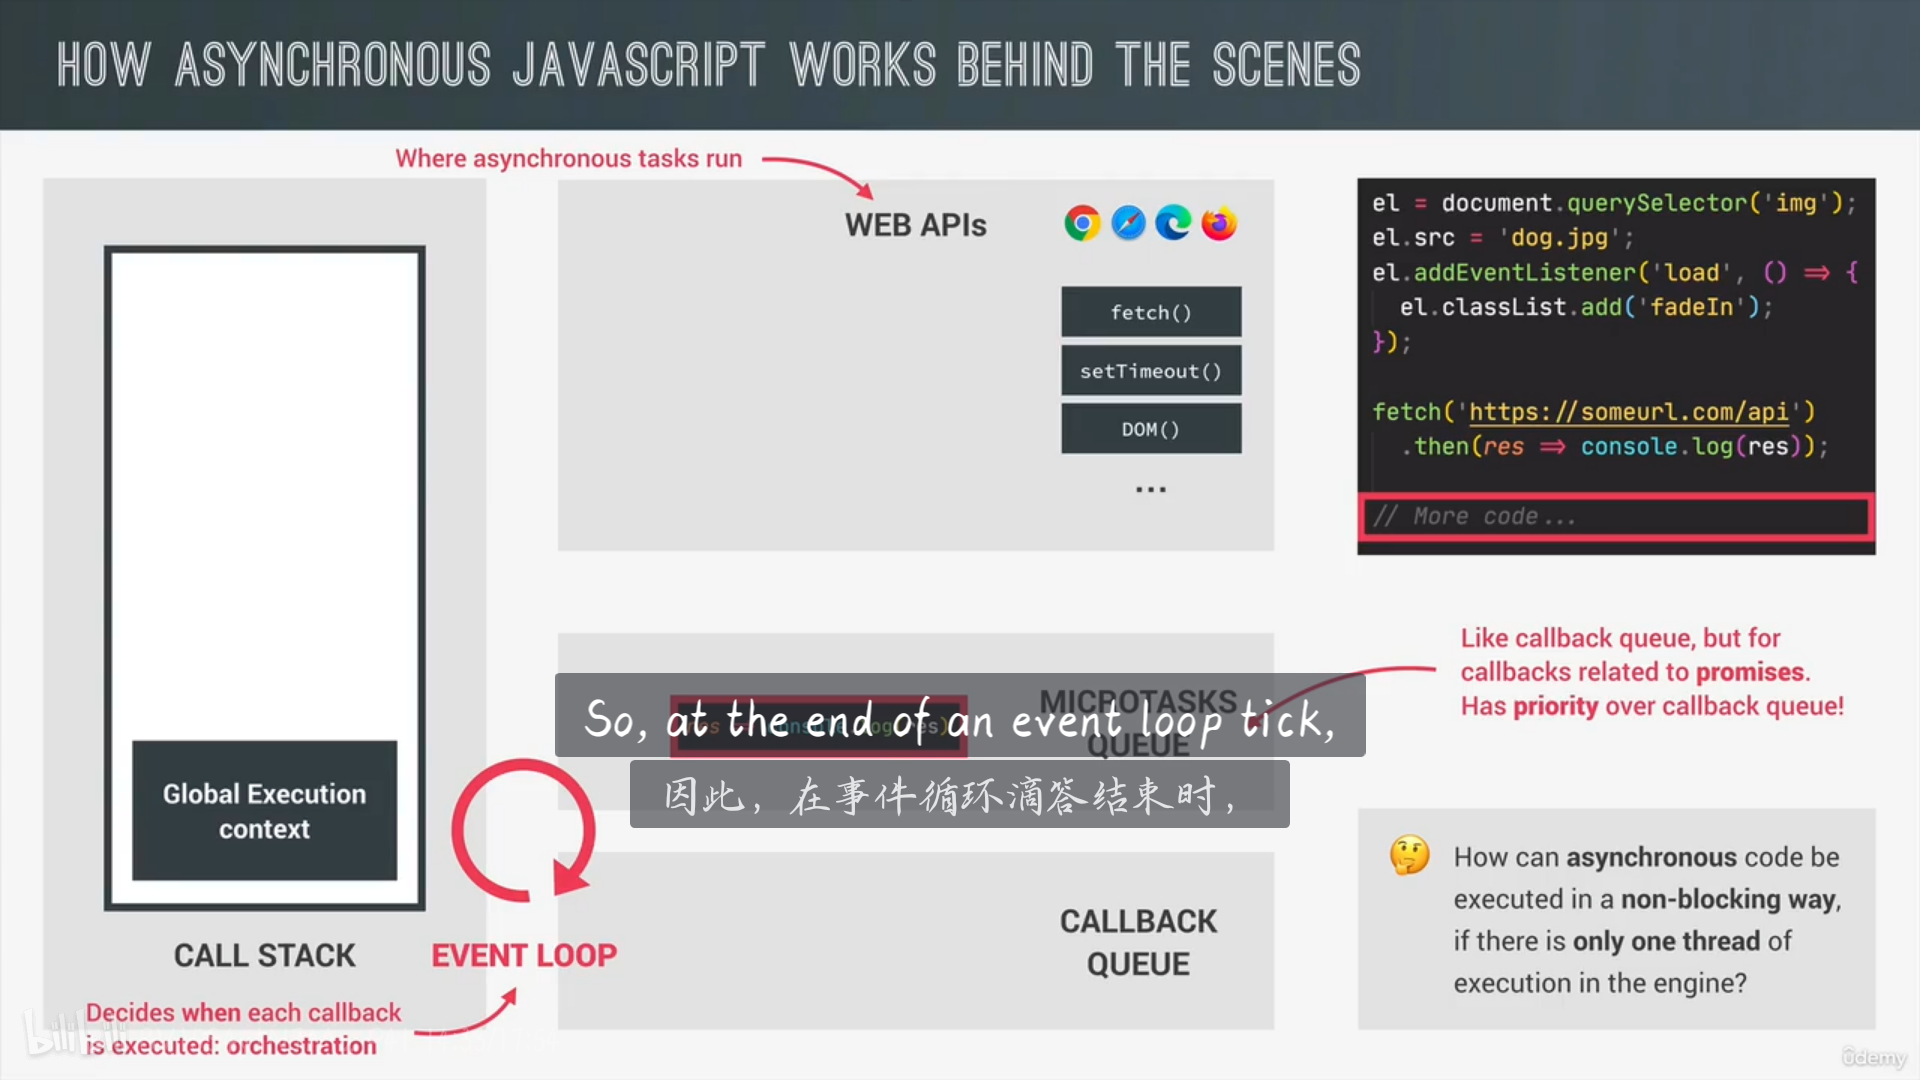 HOW ASYNCHRONOUS JAVASCRIPT WORKS BEHIND THE SCENES
Where asynchronous tasks run
WEB APIs
fetch()
setTimeout()
DOM()
...
el = document.querySelector('img');
el.src = 'dog.jpg';
el.addEventListener('load', () => {
el.classList.add('fadeIn');
});
fetch('https://someurl.com/api')
.then(res => console.log(res));
// More code...
Like callback queue, but for
callbacks related to promises.
Has priority over callback queue!
MICROTASKS
QUEUE
So, at the end of an event loop tick,
因此，在事件循环滴答结束时，
Global Execution
context
CALL STACK
EVENT LOOP
Decides when each callback
is executed: orchestration
CALLBACK
QUEUE
How can asynchronous code be
executed in a non-blocking way,
if there is only one thread of
execution in the engine?
bilibili
ûdemy